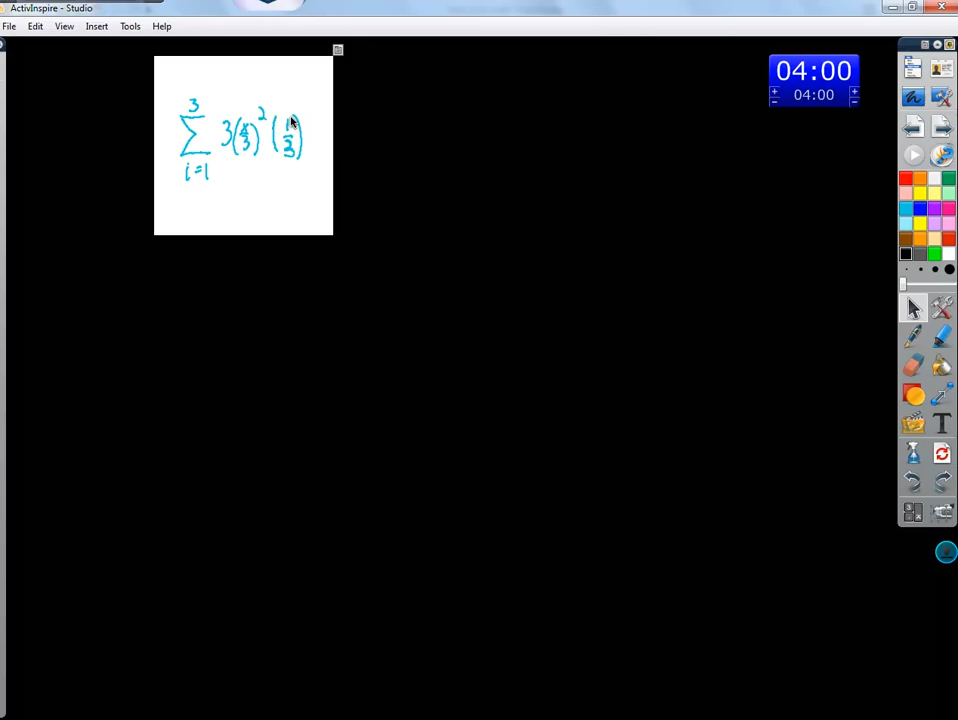 ActivInspire - Studio
File Edit View Insert Tools Help
04:00
04:00
3
∑ 3( /3)² (1/3)
i=1